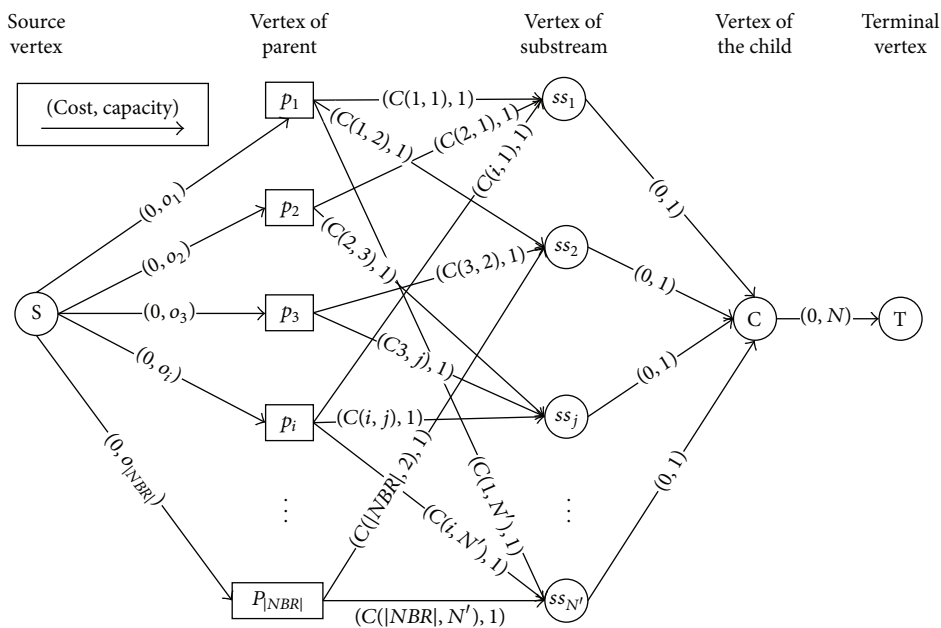 Source vertex
Vertex of parent
Vertex of substream
Vertex of the child
Terminal vertex
(Cost, capacity)
S
p₁
p₂
p₃
pᵢ
⋮
P|NBR|
ss₁
ss₂
ssⱼ
⋮
ss_N′
C
T
(0, o₁)
(0, o₂)
(0, o₃)
(0, oᵢ)
(0, o|NBR|)
(C(1, 1), 1)
(C(1, 2), 1)
(C(2, 1), 1)
(C(i, 1), 1)
(C(2, 3), 1)
(C(3, 2), 1)
(C3, j), 1)
(C(i, j), 1)
(C(|NBR|, 2), 1)
(C(1, N′), 1)
(C(i, N′), 1)
(C(|NBR|, N′), 1)
(0, 1)
(0, 1)
(0, 1)
(0, 1)
(0, N)